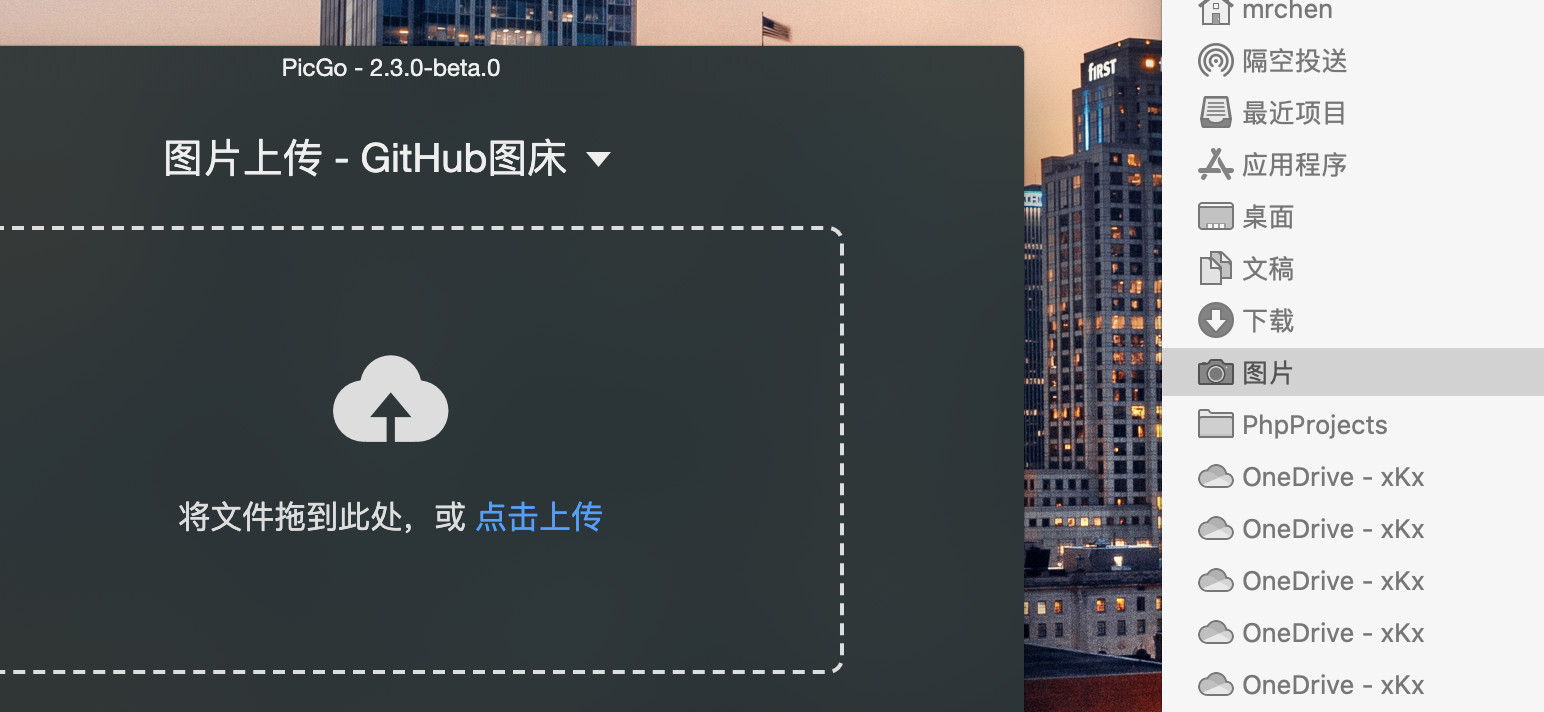 PicGo - 2.3.0-beta.0
图片上传 - GitHub图床
将文件拖到此处，或 点击上传
FIRST
mrchen
隔空投送
最近项目
应用程序
桌面
文稿
下载
图片
PhpProjects
OneDrive - xKx
OneDrive - xKx
OneDrive - xKx
OneDrive - xKx
OneDrive - xKx